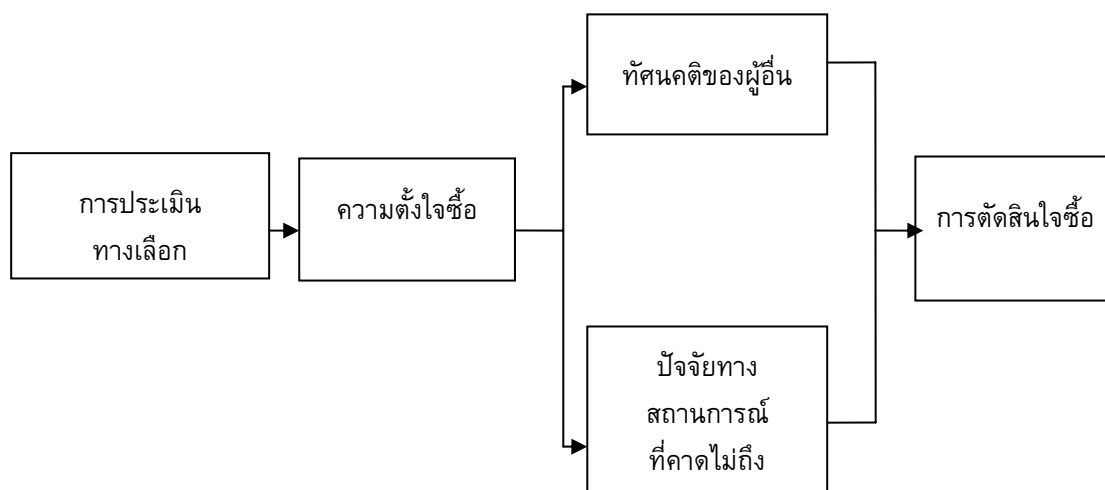 ทัศนคติของผู้อื่น
การประเมิน
ทางเลือก
ความตั้งใจซื้อ
การตัดสินใจซื้อ
ปัจจัยทาง
สถานการณ์
ที่คาดไม่ถึง